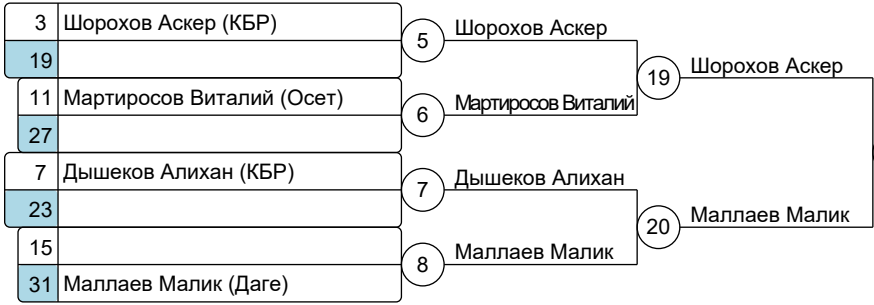 3 Шорохов Аскер (КБР)
19
11 Мартиросов Виталий (Осет)
27
7 Дышеков Алихан (КБР)
23
15
31 Маллаев Малик (Даге)
5 Шорохов Аскер
6 Мартиросов Виталий
7 Дышеков Алихан
8 Маллаев Малик
19 Шорохов Аскер
20 Маллаев Малик